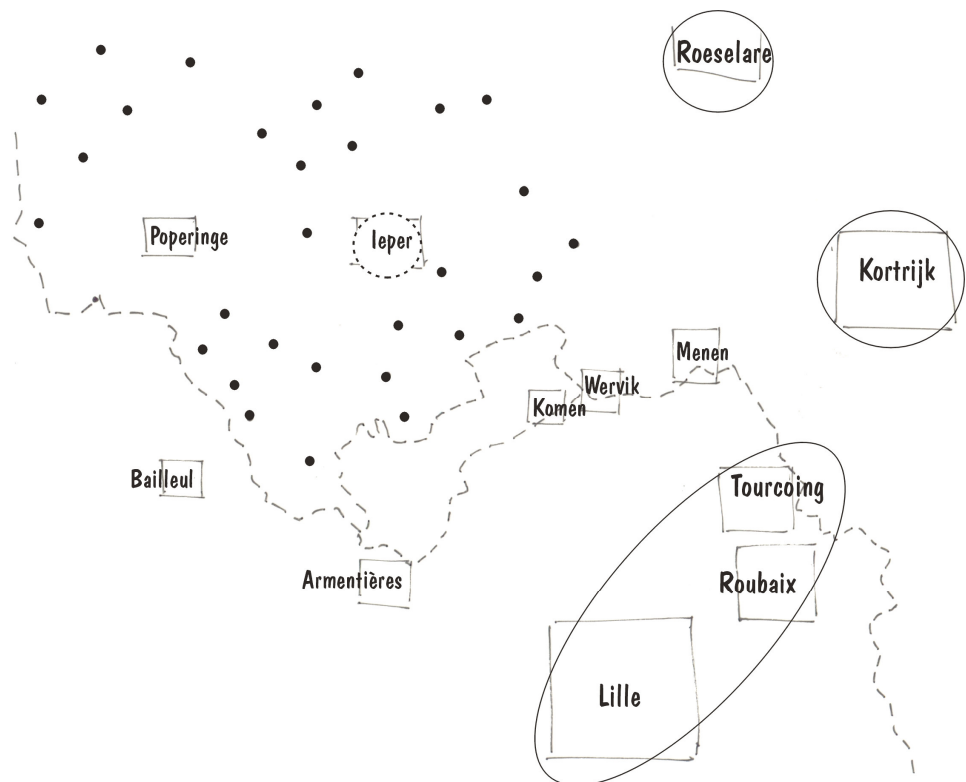 Roeselare
Poperinge
Ieper
Kortrijk
Menen
Wervik
Komen
Bailleul
Tourcoing
Armentières
Roubaix
Lille